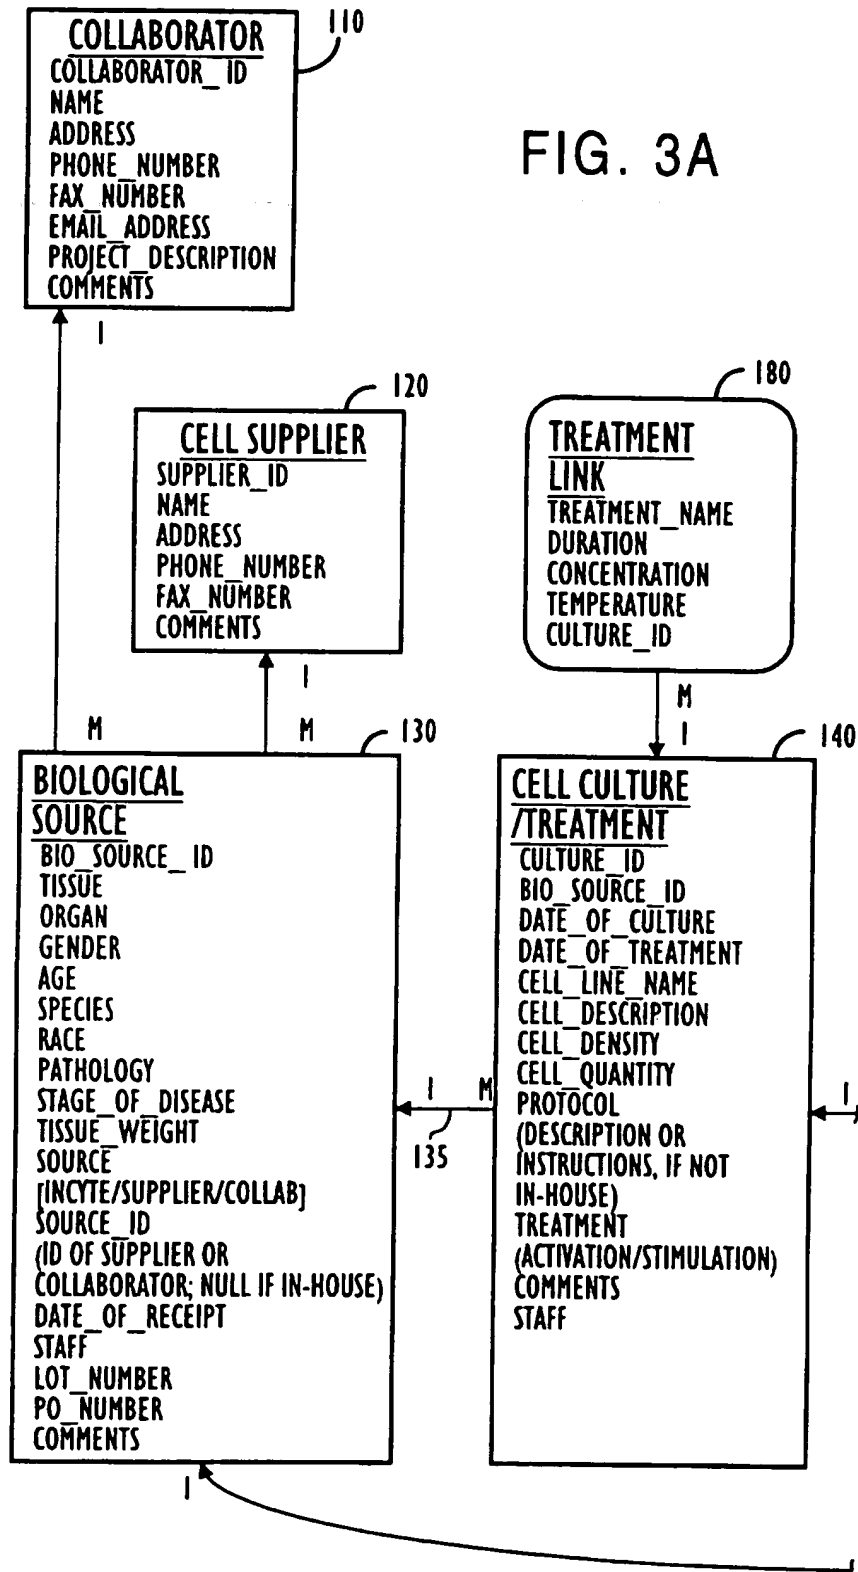 110
COLLABORATOR
COLLABORATOR_ID
NAME
ADDRESS
PHONE_NUMBER
FAX_NUMBER
EMAIL_ADDRESS
PROJECT_DESCRIPTION
COMMENTS
FIG. 3A
1
120
CELL SUPPLIER
SUPPLIER_ID
NAME
ADDRESS
PHONE_NUMBER
FAX_NUMBER
COMMENTS
1
180
TREATMENT
LINK
TREATMENT_NAME
DURATION
CONCENTRATION
TEMPERATURE
CULTURE_ID
M
1
M
M
130
BIOLOGICAL
SOURCE
BIO_SOURCE_ID
TISSUE
ORGAN
GENDER
AGE
SPECIES
RACE
PATHOLOGY
STAGE_OF_DISEASE
TISSUE_WEIGHT
SOURCE
[INCYTE/SUPPLIER/COLLAB]
SOURCE_ID
(ID OF SUPPLIER OR
COLLABORATOR; NULL IF IN-HOUSE)
DATE_OF_RECEIPT
STAFF
LOT_NUMBER
PO_NUMBER
COMMENTS
1
1 M
135
140
CELL CULTURE
/TREATMENT
CULTURE_ID
BIO_SOURCE_ID
DATE_OF_CULTURE
DATE_OF_TREATMENT
CELL_LINE_NAME
CELL_DESCRIPTION
CELL_DENSITY
CELL_QUANTITY
PROTOCOL
(DESCRIPTION OR
INSTRUCTIONS, IF NOT
IN-HOUSE)
TREATMENT
(ACTIVATION/STIMULATION)
COMMENTS
STAFF
1